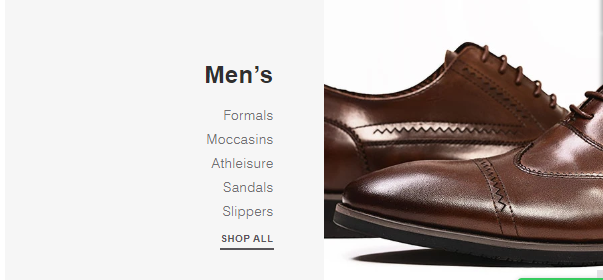 Men's
Formals
Moccasins
Athleisure
Sandals
Slippers
SHOP ALL